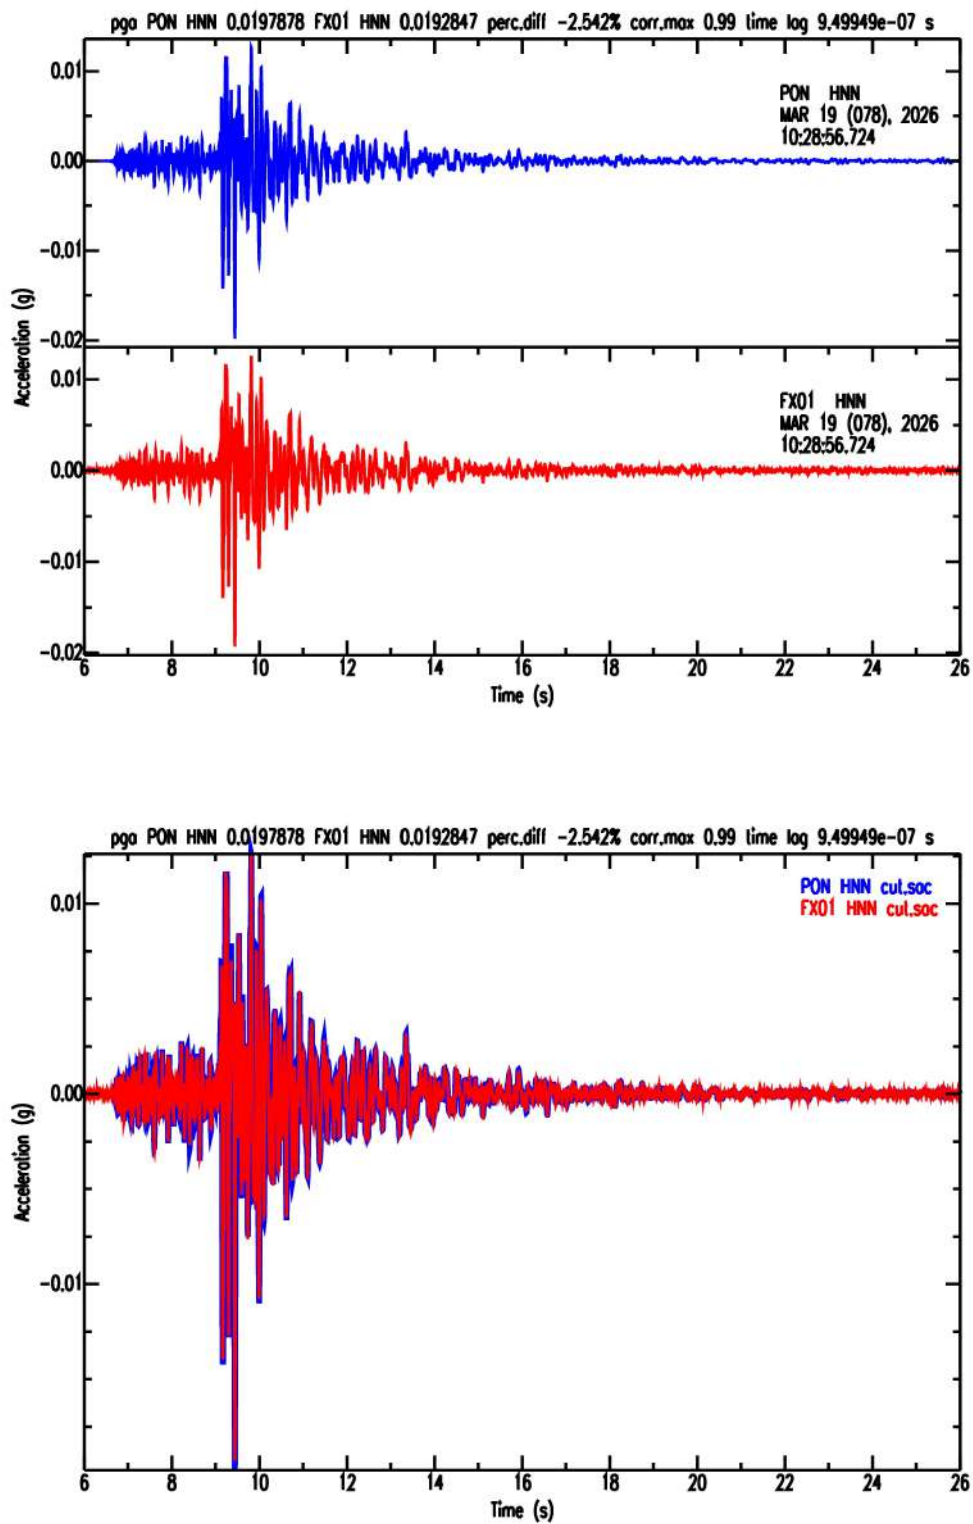 pga PON HNN 0.0197878 FX01 HNN 0.0192847 perc.diff -2.542% corr.max 0.99 time lag 9.49949e-07 s
0.01
PON HNN
MAR 19 (078), 2026
10:28:56.724
0.00
-0.01
-0.02
Acceleration (g)
0.01
FX01 HNN
MAR 19 (078), 2026
10:28:56.724
0.00
-0.01
-0.02
6 8 10 12 14 16 18 20 22 24 26
Time (s)
pga PON HNN 0.0197878 FX01 HNN 0.0192847 perc.diff -2.542% corr.max 0.99 time lag 9.49949e-07 s
PON HNN cut.sac
FX01 HNN cut.sac
0.01
0.00
Acceleration (g)
-0.01
6 8 10 12 14 16 18 20 22 24 26
Time (s)